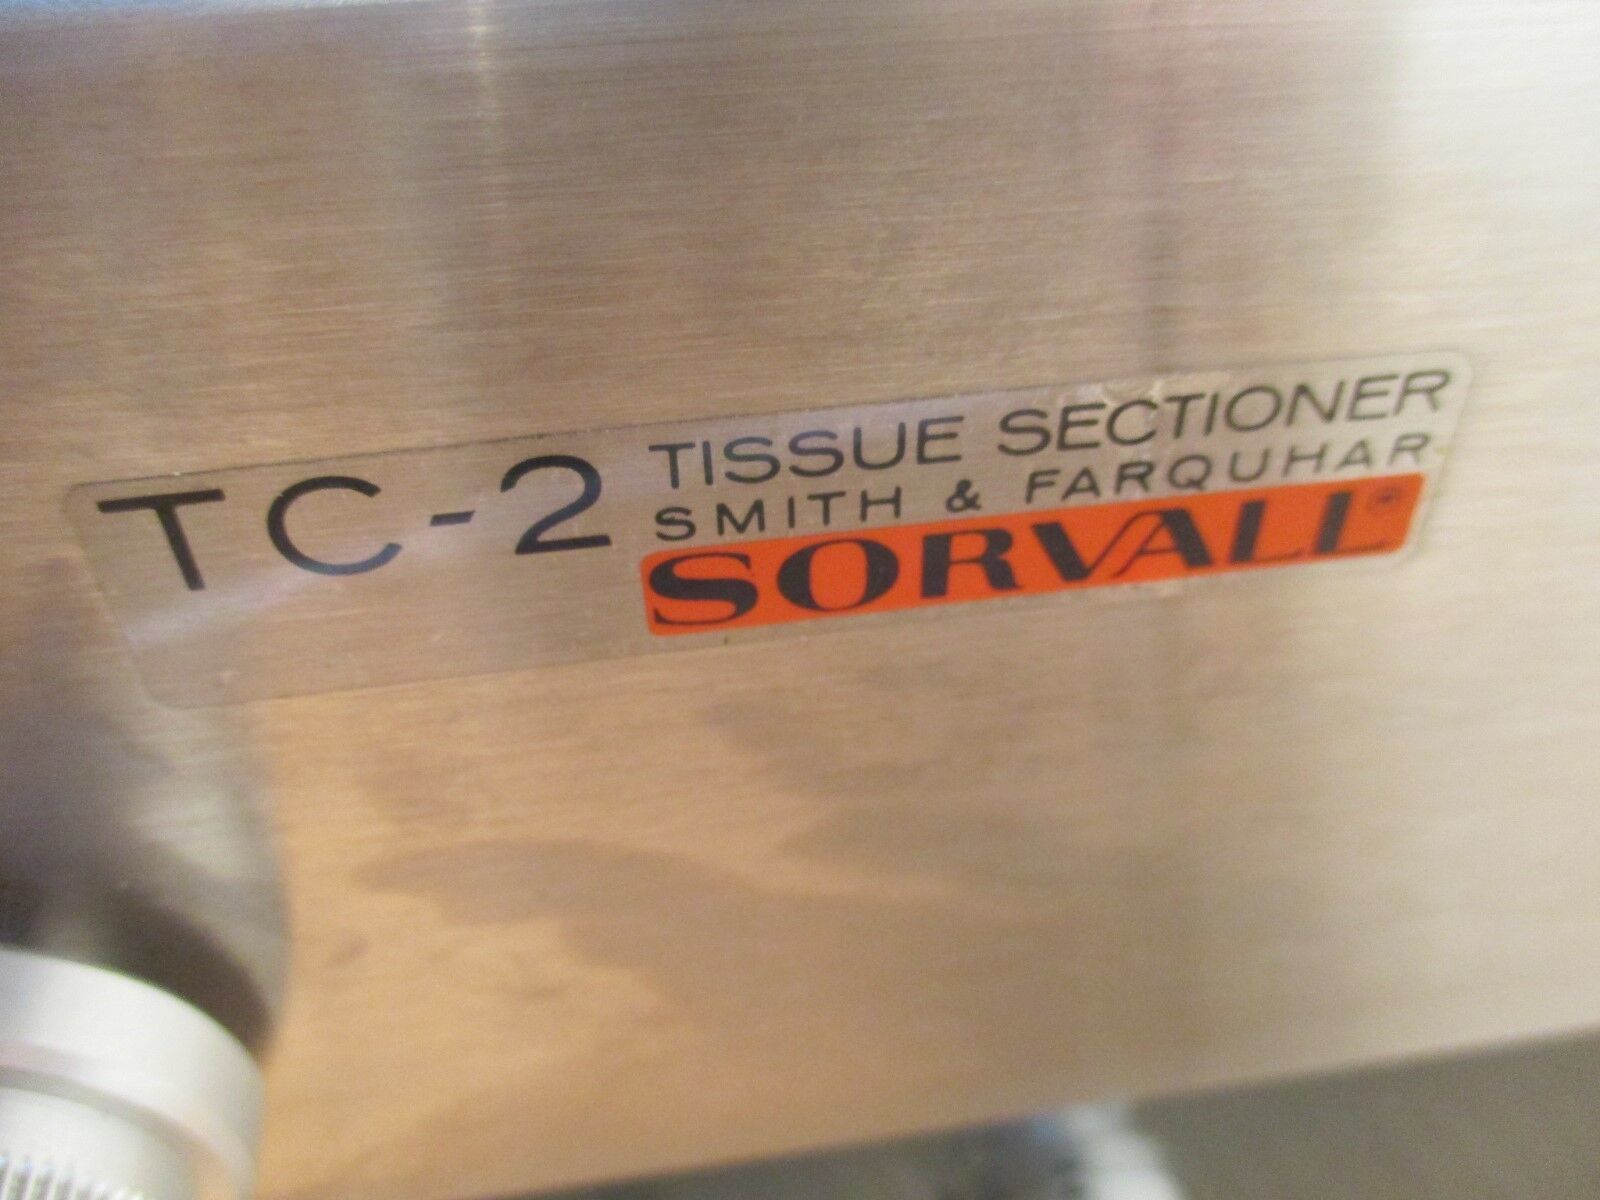 TC-2
TISSUE SECTIONER
SMITH & FARQUHAR
SORVALL®